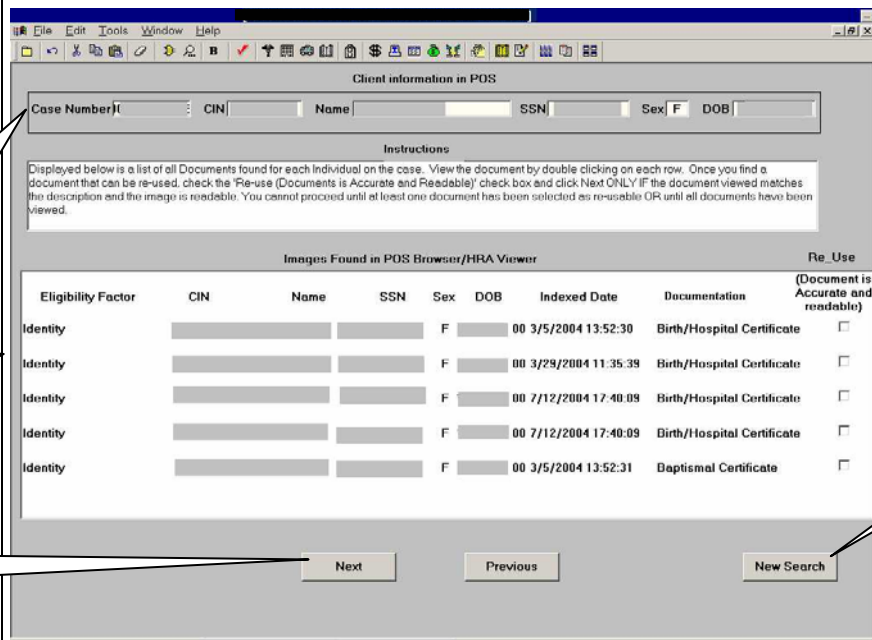 File Edit Tools Window Help
Client information in POS
Case Number CIN Name SSN Sex F DOB
Instructions
Displayed below is a list of all Documents found for each Individual on the case. View the document by double clicking on each row. Once you find a
document that can be re-used, check the 'Re-use (Documents is Accurate and Readable)' check box and click Next ONLY IF the document viewed matches
the description and the image is readable. You cannot proceed until at least one document has been selected as re-usable OR until all documents have been
viewed.
Images Found in POS Browser/HRA Viewer Re_Use
Eligibility Factor CIN Name SSN Sex DOB Indexed Date Documentation (Document is Accurate and readable)
Identity F 00 3/5/2004 13:52:30 Birth/Hospital Certificate
Identity F 00 3/29/2004 11:35:39 Birth/Hospital Certificate
Identity F 00 7/12/2004 17:40:09 Birth/Hospital Certificate
Identity F 00 7/12/2004 17:40:09 Birth/Hospital Certificate
Identity F 00 3/5/2004 13:52:31 Baptismal Certificate
Next Previous New Search